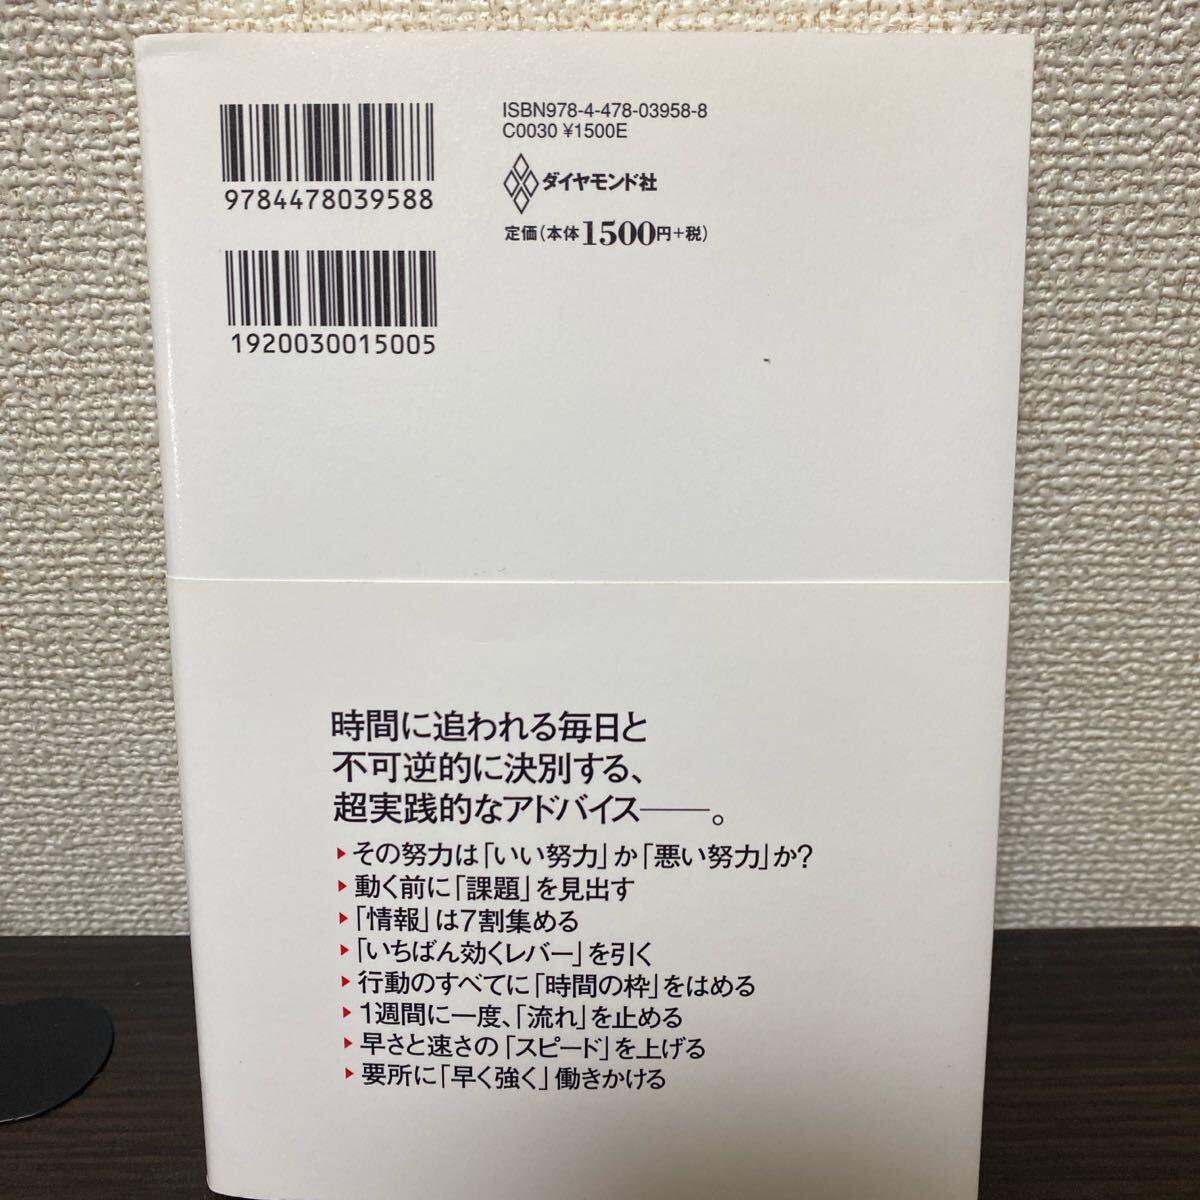 ISBN978-4-478-03958-8
C0030 ¥1500E
9784478039588
ダイヤモンド社
定価(本体1500円+税)
1920030015005
時間に追われる毎日と
不可逆的に決別する、
超実践的なアドバイス――。
▶その努力は「いい努力」か「悪い努力」か?
▶動く前に「課題」を見出す
▶「情報」は7割集める
▶「いちばん効くレバー」を引く
▶行動のすべてに「時間の枠」をはめる
▶1週間に一度、「流れ」を止める
▶早さと速さの「スピード」を上げる
▶要所に「早く強く」働きかける